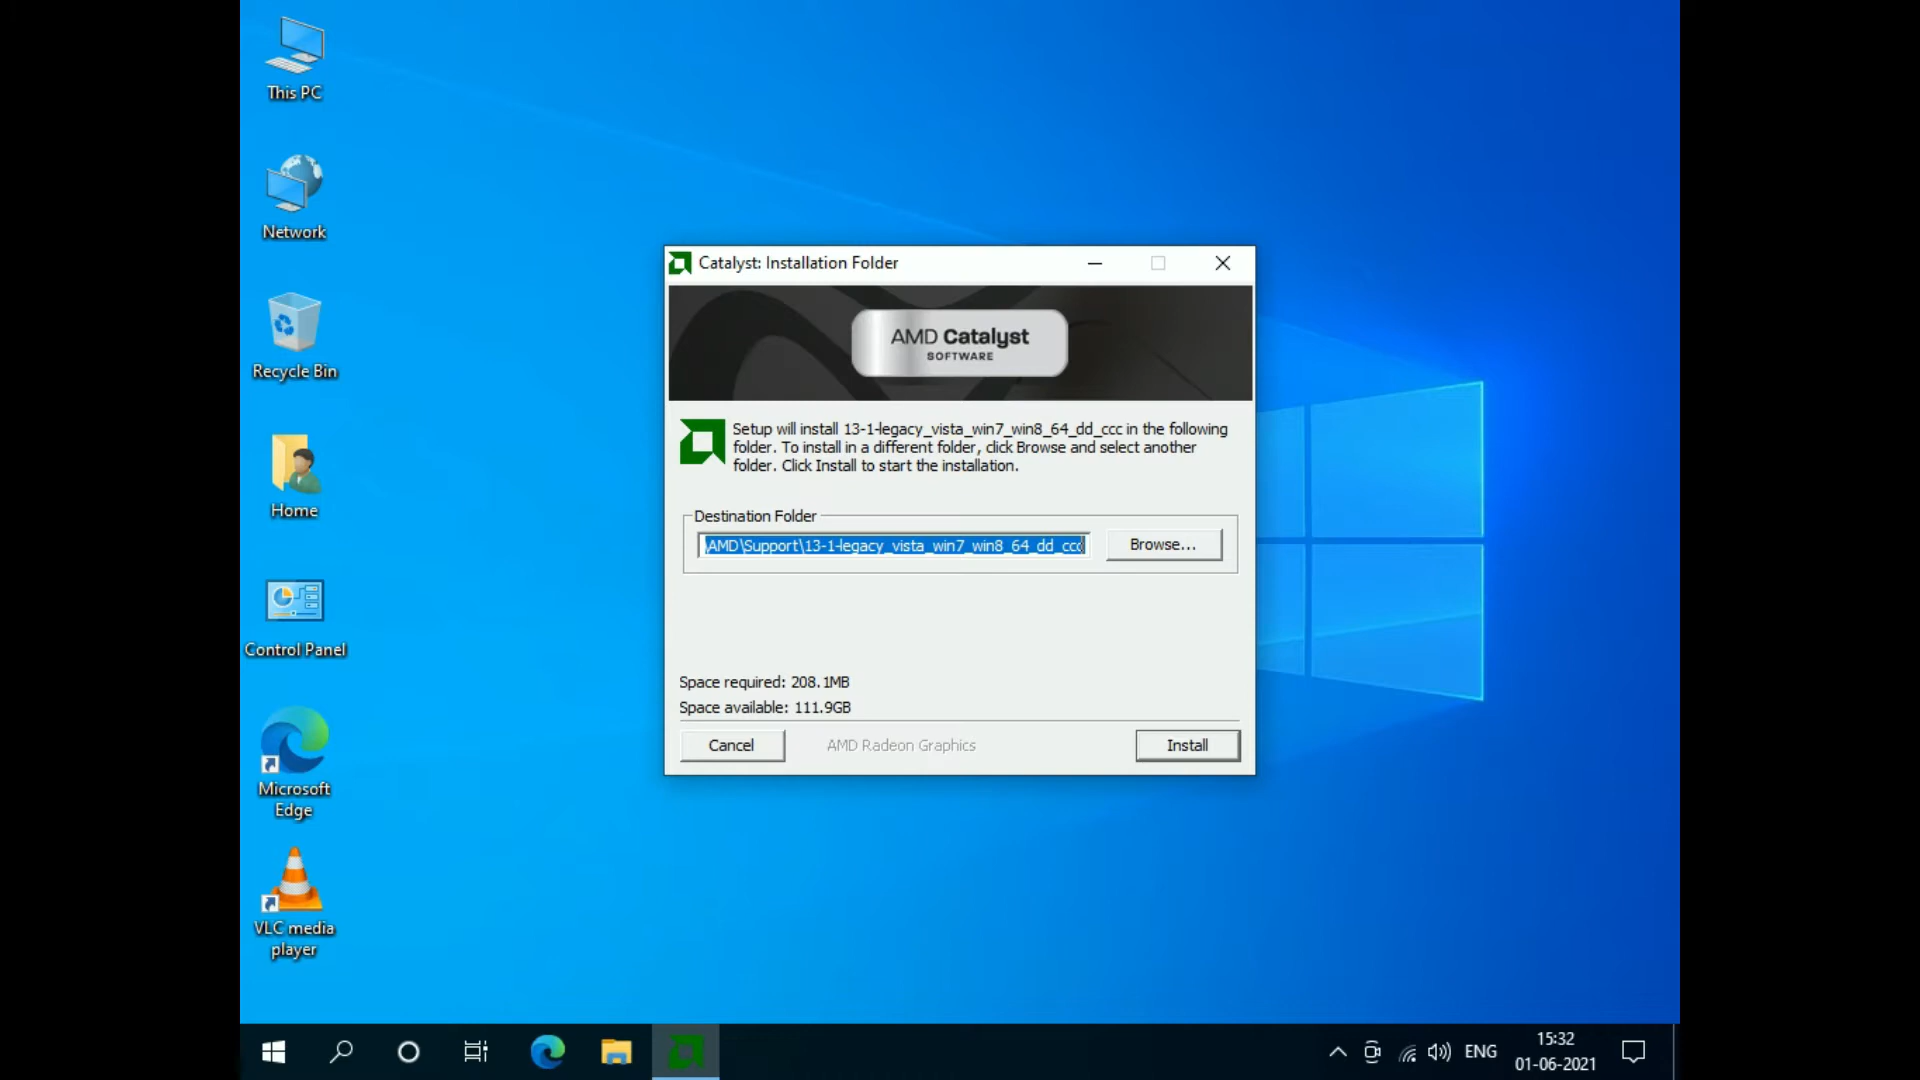 This PC
Network
Recycle Bin
Home
Control Panel
Microsoft
Edge
VLC media
player
Catalyst: Installation Folder
AMD Catalyst
SOFTWARE
Setup will install 13-1-legacy_vista_win7_win8_64_dd_ccc in the following
folder. To install in a different folder, click Browse and select another
folder. Click Install to start the installation.
Destination Folder
\AMD\Support\13-1-legacy_vista_win7_win8_64_dd_ccc
Browse...
Space required: 208.1MB
Space available: 111.9GB
Cancel
AMD Radeon Graphics
Install
ENG
15:32
01-06-2021